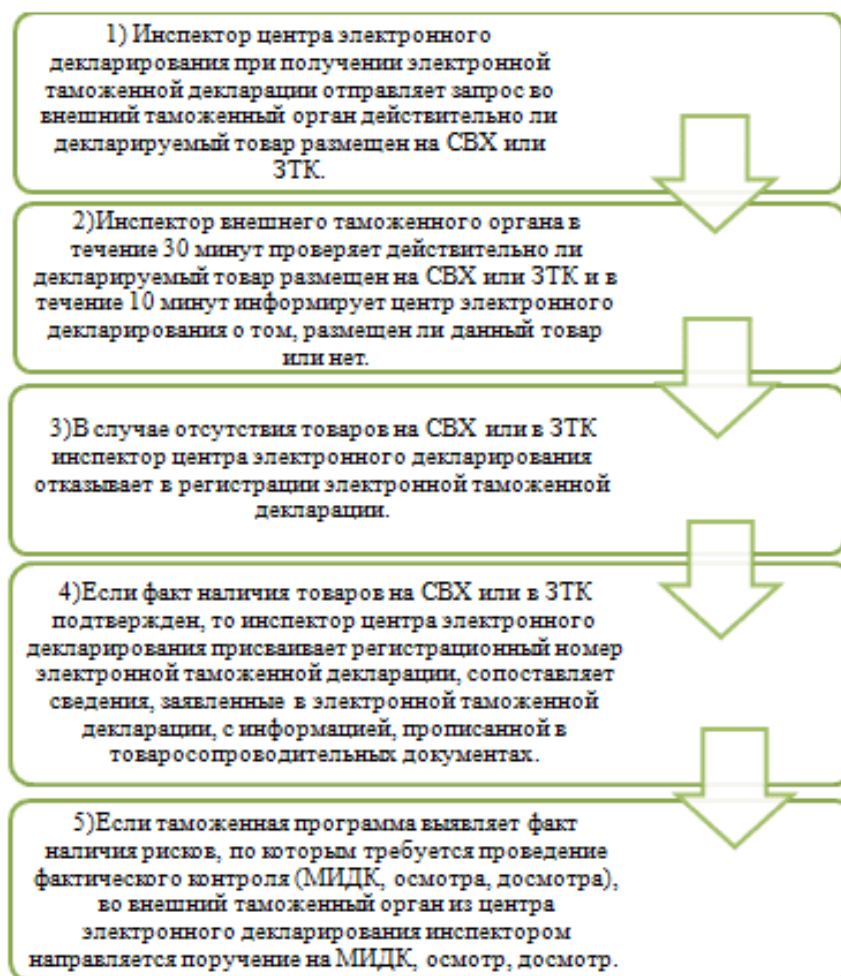 1) Инспектор центра электронного
декларирования при получении электронной
таможенной декларации отправляет запрос во
внешний таможенный орган действительно ли
декларируемый товар размещен на СВХ или
ЗТК.
2)Инспектор внешнего таможенного органа в
течение 30 минут проверяет действительно ли
декларируемый товар размещен на СВХ или ЗТК и в
течение 10 минут информирует центр электронного
декларирования о том, размещен ли данный товар
или нет.
3)В случае отсутствия товаров на СВХ или в ЗТК
инспектор центра электронного декларирования
отказывает в регистрации электронной таможенной
декларации.
4)Если факт наличия товаров на СВХ или в ЗТК
подтвержден, то инспектор центра электронного
декларирования присваивает регистрационный номер
электронной таможенной декларации, сопоставляет
сведения, заявленные в электронной таможенной
декларации, с информацией, прописанной в
товаросопроводительных документах.
5)Если таможенная программа выявляет факт
наличия рисков, по которым требуется проведение
фактического контроля (МИДК, осмотра, досмотра),
во внешний таможенный орган из центра
электронного декларирования инспектором
направляется поручение на МИДК, осмотр, досмотр.